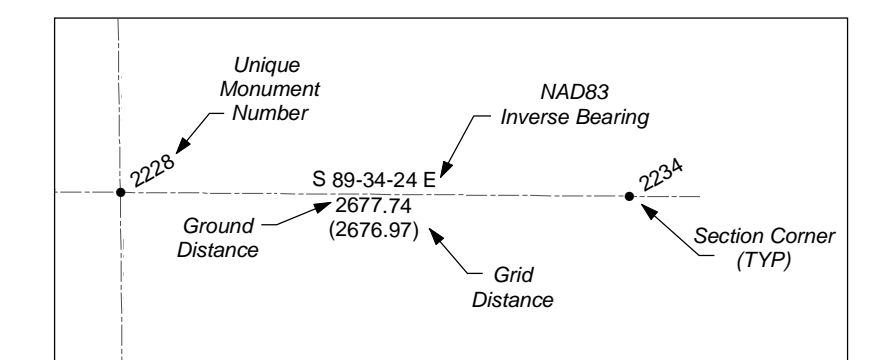 Unique
Monument
Number
NAD83
Inverse Bearing
2228
2234
S 89-34-24 E
2677.74
(2676.97)
Ground
Distance
Section Corner
(TYP)
Grid
Distance